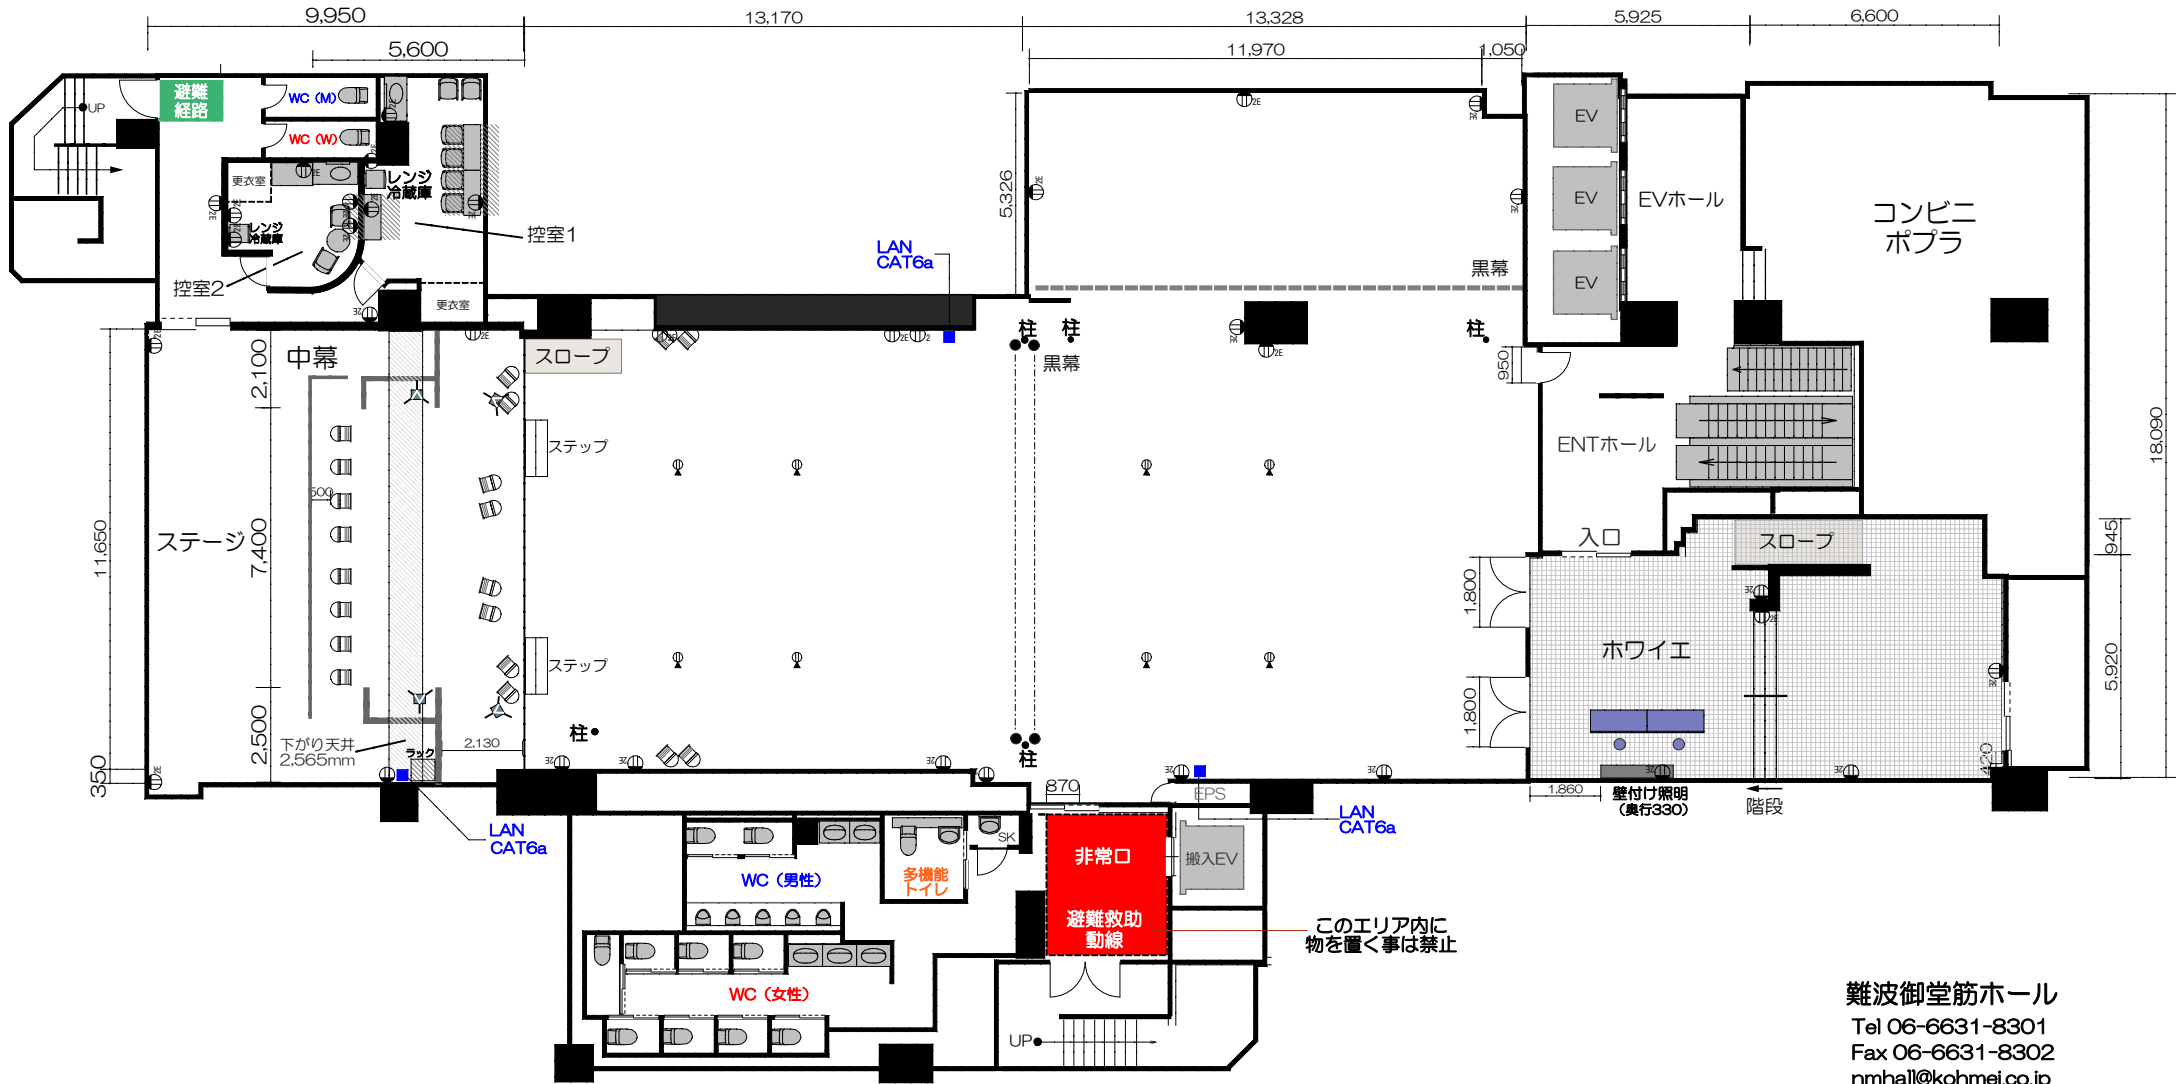 9,950
13,170
13,328
5,925
6,600
5,600
11,970
1,050
避難
経路
WC (M)
UP
WC (W)
2E
EV
レンジ
冷蔵庫
更衣室
5,326
EV
EVホール
コンビニ
ポプラ
レンジ
冷蔵庫
控室1
LAN
CAT6a
黒幕
控室2
EV
更衣室
中幕
2,100
スロープ
柱
柱
柱
黒幕
950
18,090
ステップ
ENTホール
500
ステージ
7,400
11,650
入口
スロープ
945
1,800
ステップ
ホワイエ
5,920
1,800
2,500
下がり天井
2,565mm
ラック
2,130
柱
柱
350
420
870
EPS
1,860
壁付け照明
(奥行330)
階段
LAN
CAT6a
LAN
CAT6a
SK
非常口
搬入EV
WC (男性)
多機能
トイレ
避難救助
動線
このエリア内に
物を置く事は禁止
WC (女性)
UP
難波御堂筋ホール
Tel 06-6631-8301
Fax 06-6631-8302
nmhall@kohmei.co.jp